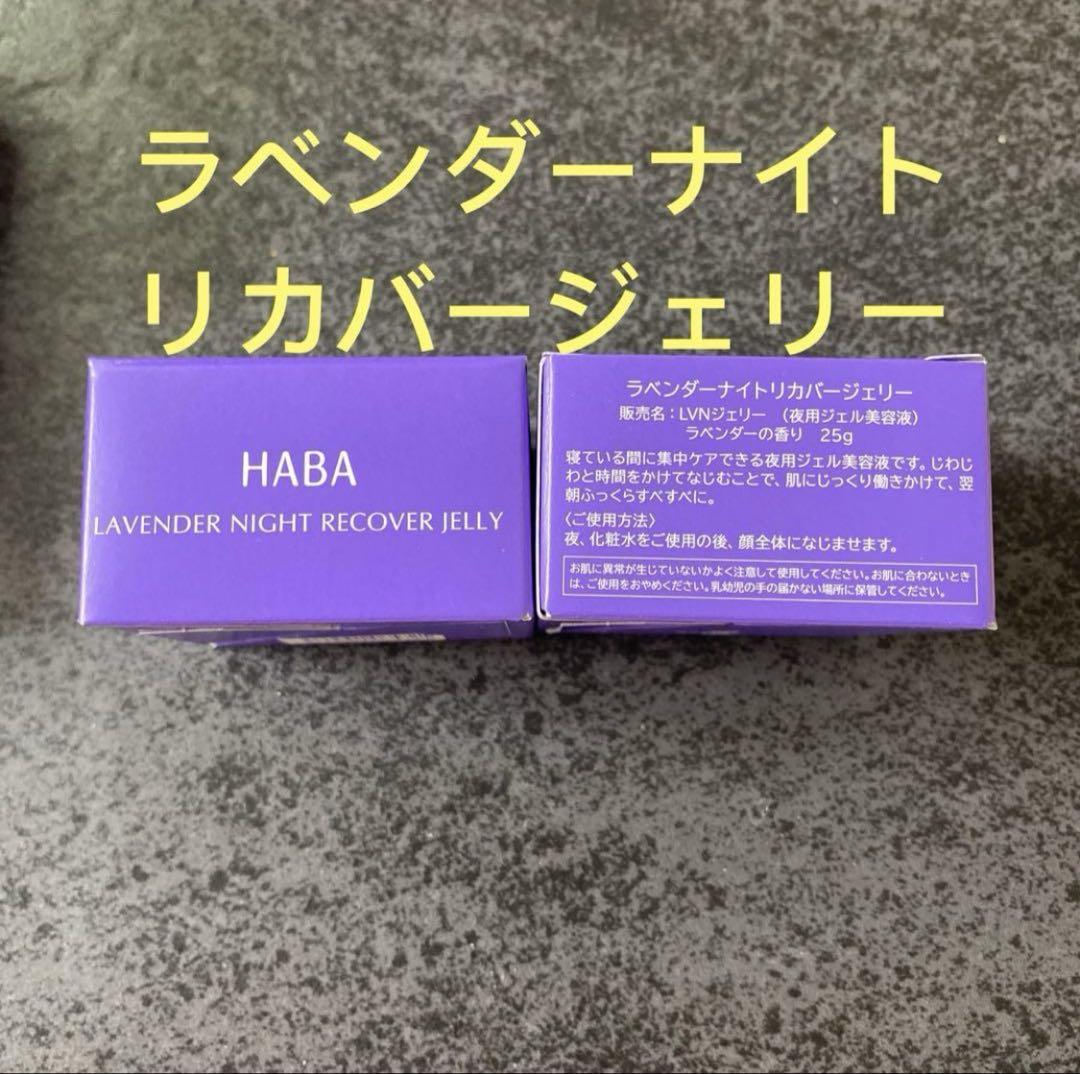 ラベンダーナイト
リカバージェリー
HABA
LAVENDER NIGHT RECOVER JELLY
ラベンダーナイトリカバージェリー
販売名：LVNジェリー （夜用ジェル美容液）
ラベンダーの香り 25g
寝ている間に集中ケアできる夜用ジェル美容液です。じわじ
わと時間をかけてなじむことで、肌にじっくり働きかけて、翌
朝ふっくらすべすべに。
〈ご使用方法〉
夜、化粧水をご使用の後、顔全体になじませます。
お肌に異常が生じていないかよく注意して使用してください。お肌に合わないとき
は、ご使用をおやめください。乳幼児の手の届かない場所に保管してください。